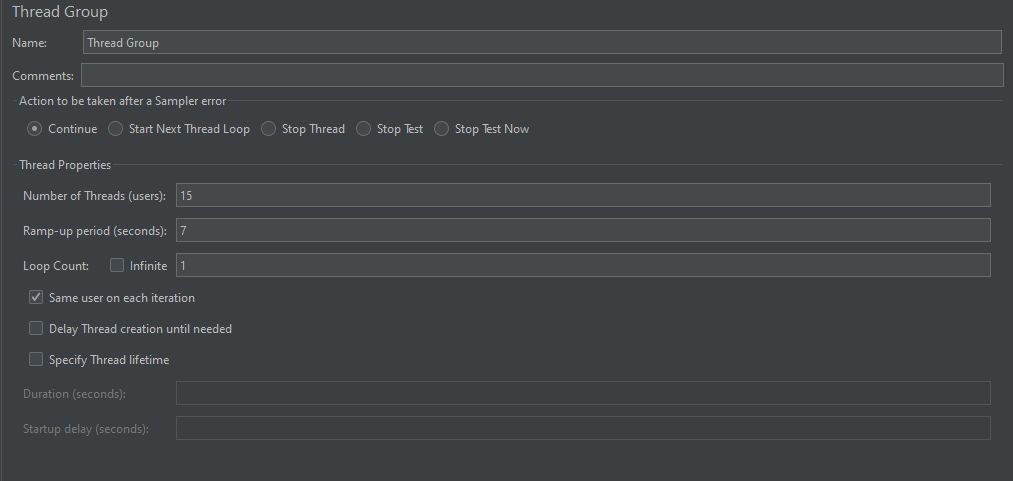 Thread Group
Name: Thread Group
Comments:
Action to be taken after a Sampler error
Continue Start Next Thread Loop Stop Thread Stop Test Stop Test Now
Thread Properties
Number of Threads (users): 15
Ramp-up period (seconds): 7
Loop Count: Infinite 1
Same user on each iteration
Delay Thread creation until needed
Specify Thread lifetime
Duration (seconds):
Startup delay (seconds):